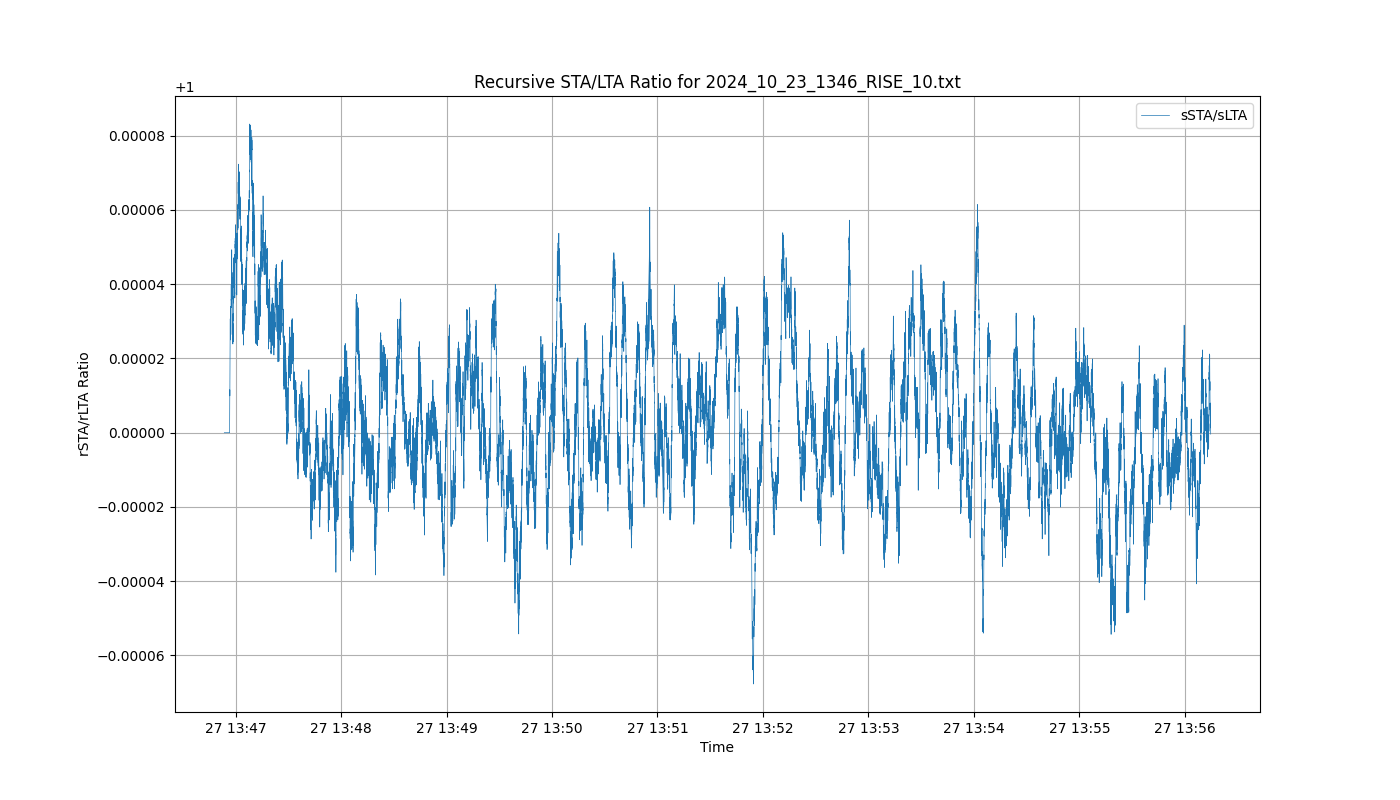 Recursive STA/LTA Ratio for 2024_10_23_1346_RISE_10.txt
+1
sSTA/sLTA
0.00008
0.00006
0.00004
0.00002
0.00000
−0.00002
−0.00004
−0.00006
rSTA/rLTA Ratio
27 13:47 27 13:48 27 13:49 27 13:50 27 13:51 27 13:52 27 13:53 27 13:54 27 13:55 27 13:56
Time